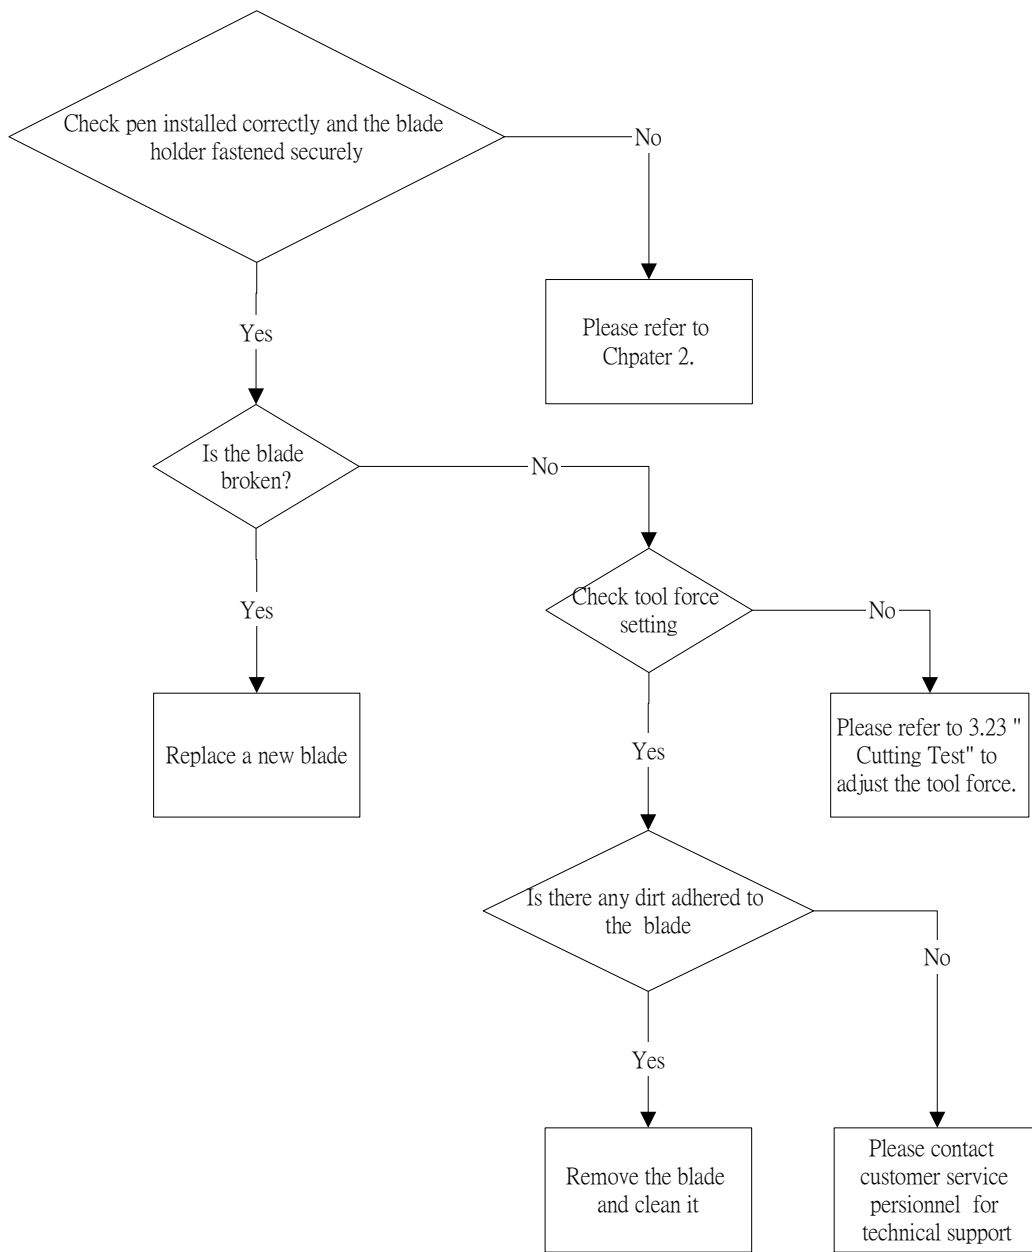 Check pen installed correctly and the blade
holder fastened securely
No
Please refer to
Chpater 2.
Yes
Is the blade
broken?
No
Yes
Check tool force
setting
No
Replace a new blade
Please refer to 3.23 "
Cutting Test" to
adjust the tool force.
Yes
Is there any dirt adhered to
the blade
No
Yes
Remove the blade
and clean it
Please contact
customer service
persionnel for
technical support